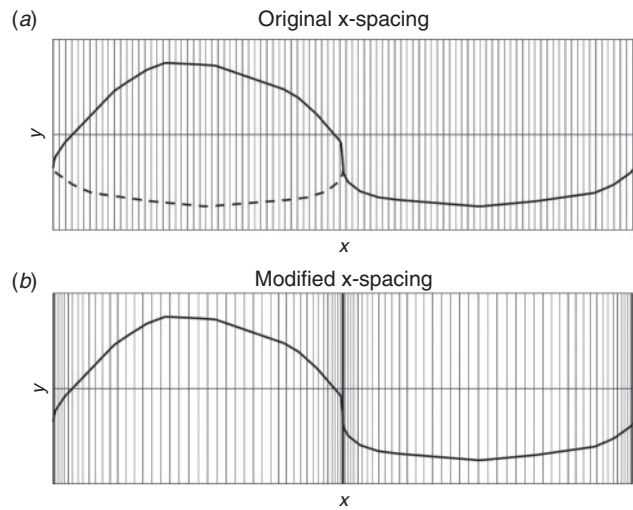 (a) Original x-spacing
y
x
(b) Modified x-spacing
y
x